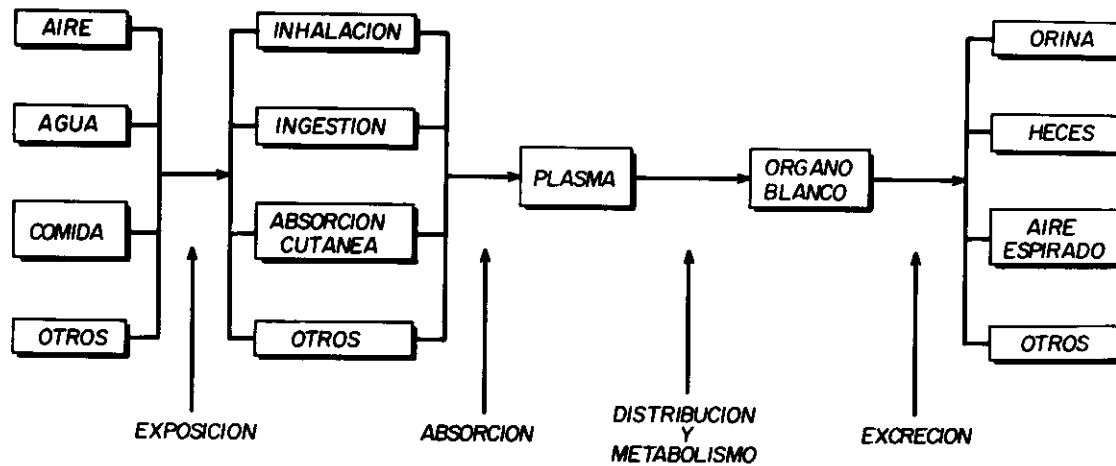 AIRE
AGUA
COMIDA
OTROS
EXPOSICION
INHALACION
INGESTION
ABSORCION
CUTANEA
OTROS
ABSORCION
PLASMA
DISTRIBUCION
Y
METABOLISMO
ORGANO
BLANCO
EXCRECION
ORINA
HECES
AIRE
ESPIRADO
OTROS